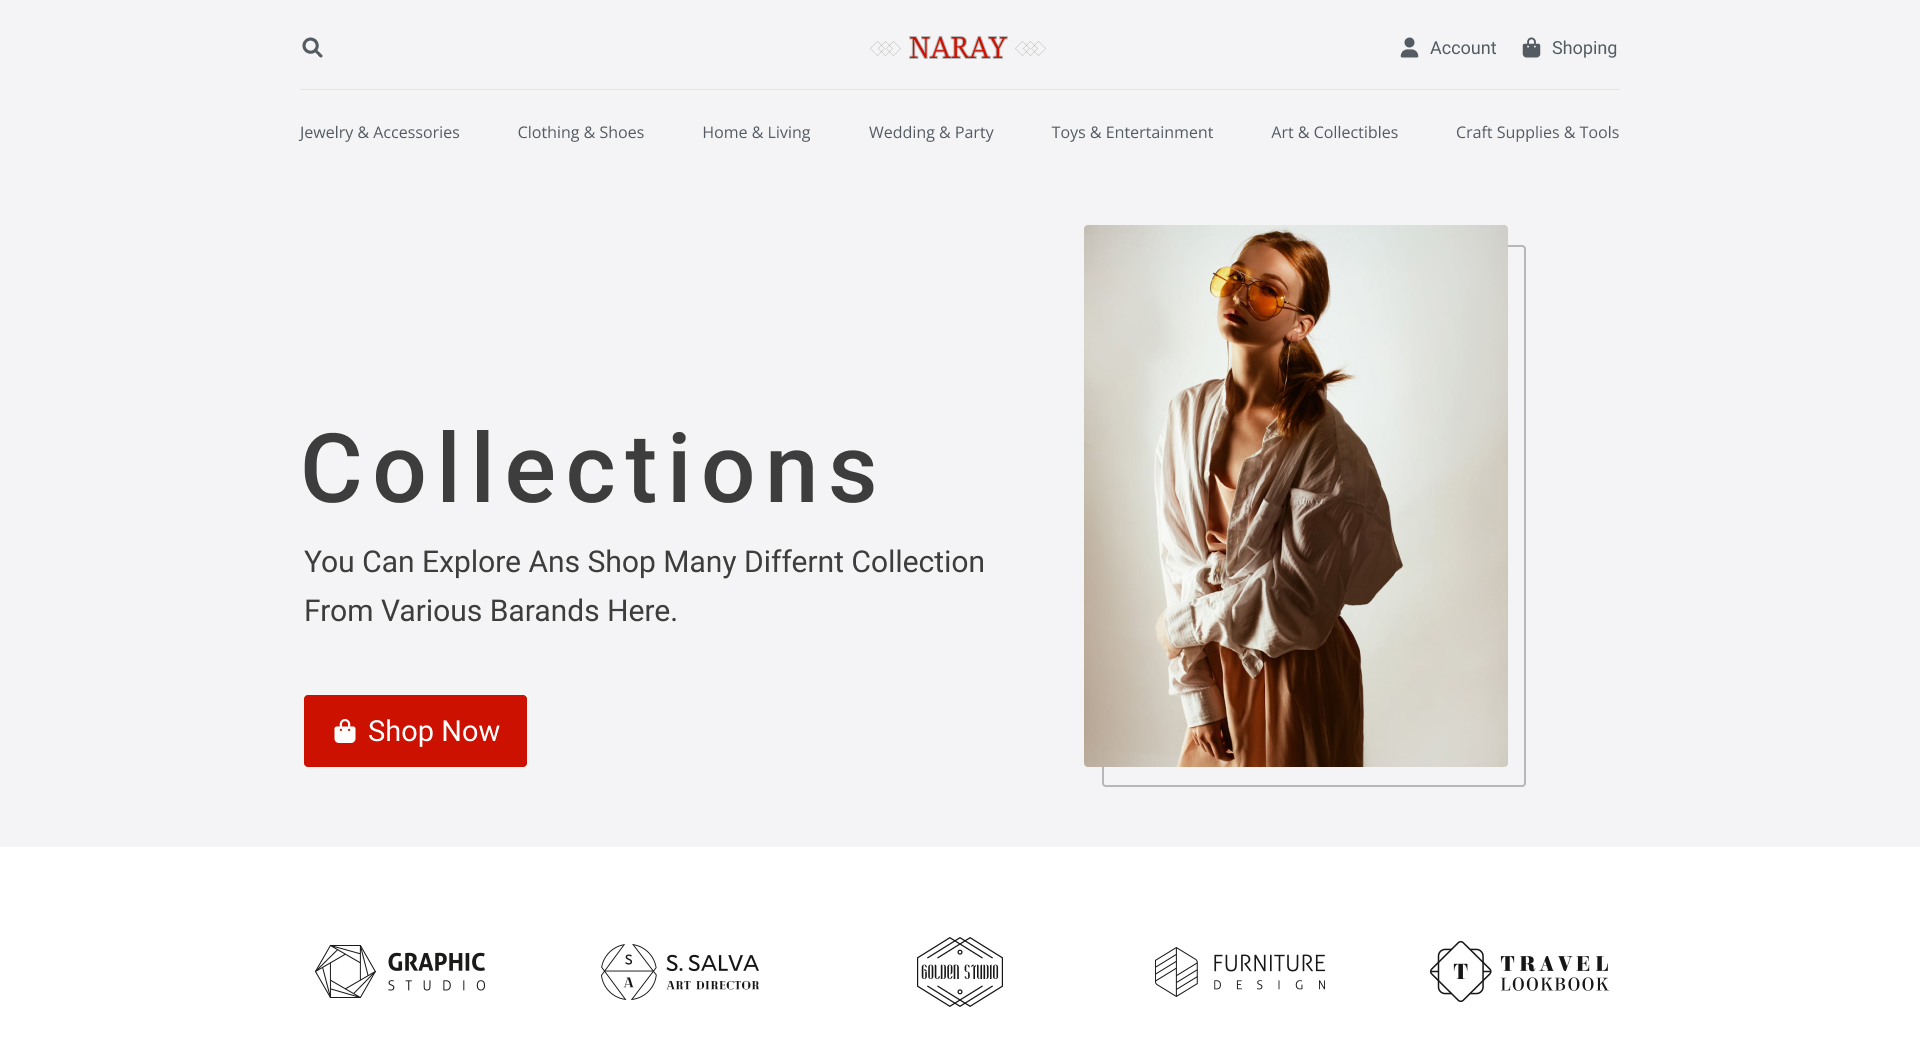 NARAY
Account
Shoping
Jewelry & Accessories
Clothing & Shoes
Home & Living
Wedding & Party
Toys & Entertainment
Art & Collectibles
Craft Supplies & Tools
Collections
You Can Explore Ans Shop Many Differnt Collection
From Various Barands Here.
Shop Now
GRAPHIC
STUDIO
S
A
S. SALVA
ART DIRECTOR
GOLDEN STUDIO
FURNITURE
DESIGN
T
TRAVEL
LOOKBOOK